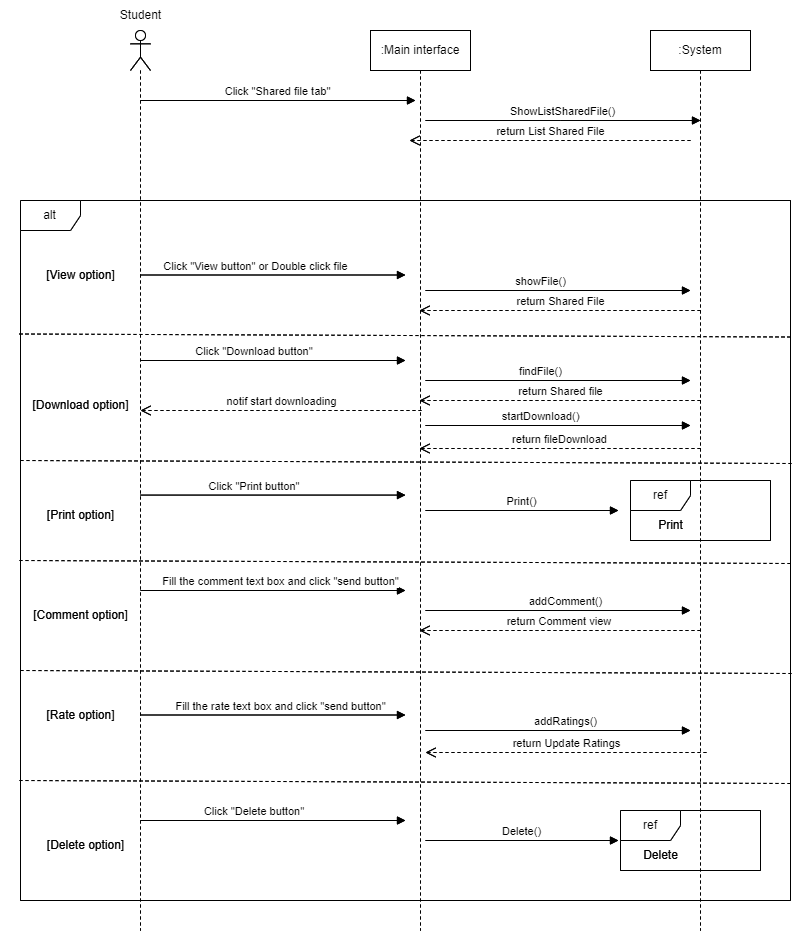 Student
:Main interface
:System
Click "Shared file tab"
ShowListSharedFile()
return List Shared File
alt
[View option]
Click "View button" or Double click file
showFile()
return Shared File
Click "Download button"
findFile()
return Shared file
[Download option]
notif start downloading
startDownload()
return fileDownload
Click "Print button"
ref
Print()
[Print option]
Print
Fill the comment text box and click "send button"
addComment()
[Comment option]
return Comment view
Fill the rate text box and click "send button"
[Rate option]
addRatings()
return Update Ratings
Click "Delete button"
ref
Delete()
[Delete option]
Delete